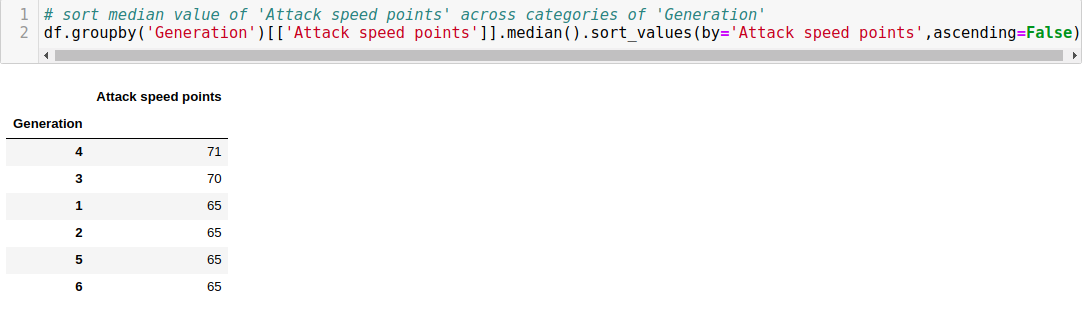 1 # sort median value of 'Attack speed points' across categories of 'Generation'
2 df.groupby('Generation')[['Attack speed points']].median().sort_values(by='Attack speed points',ascending=False)
Attack speed points
Generation
4 71
3 70
1 65
2 65
5 65
6 65